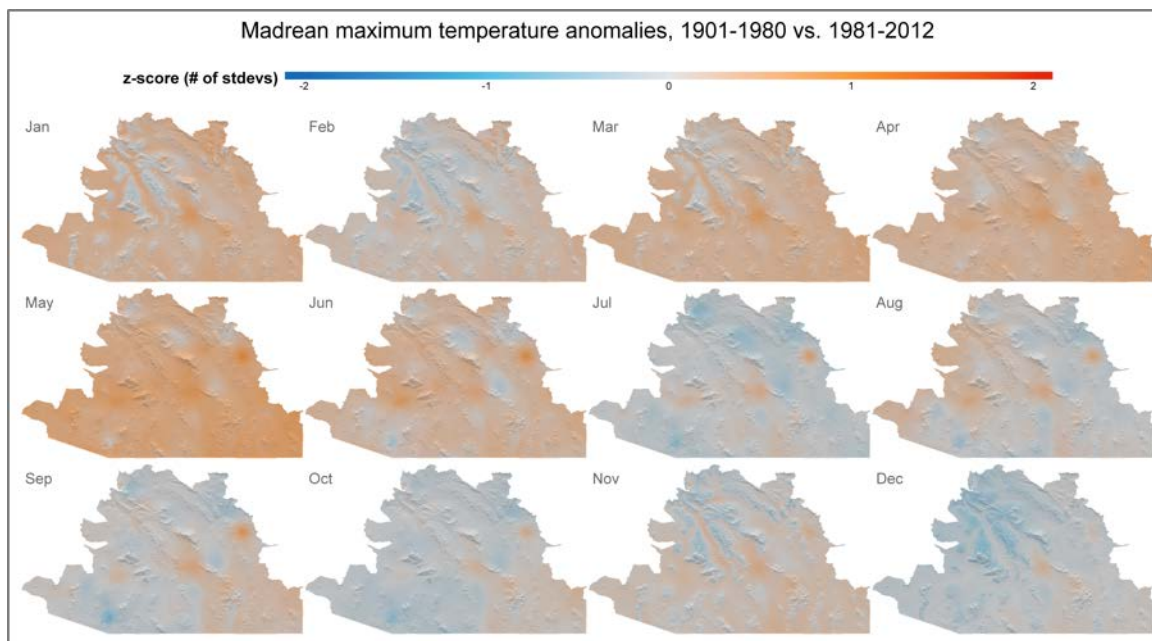 Madrean maximum temperature anomalies, 1901-1980 vs. 1981-2012
z-score (# of stdevs)
-2 -1 0 1 2
Jan Feb Mar Apr
May Jun Jul Aug
Sep Oct Nov Dec